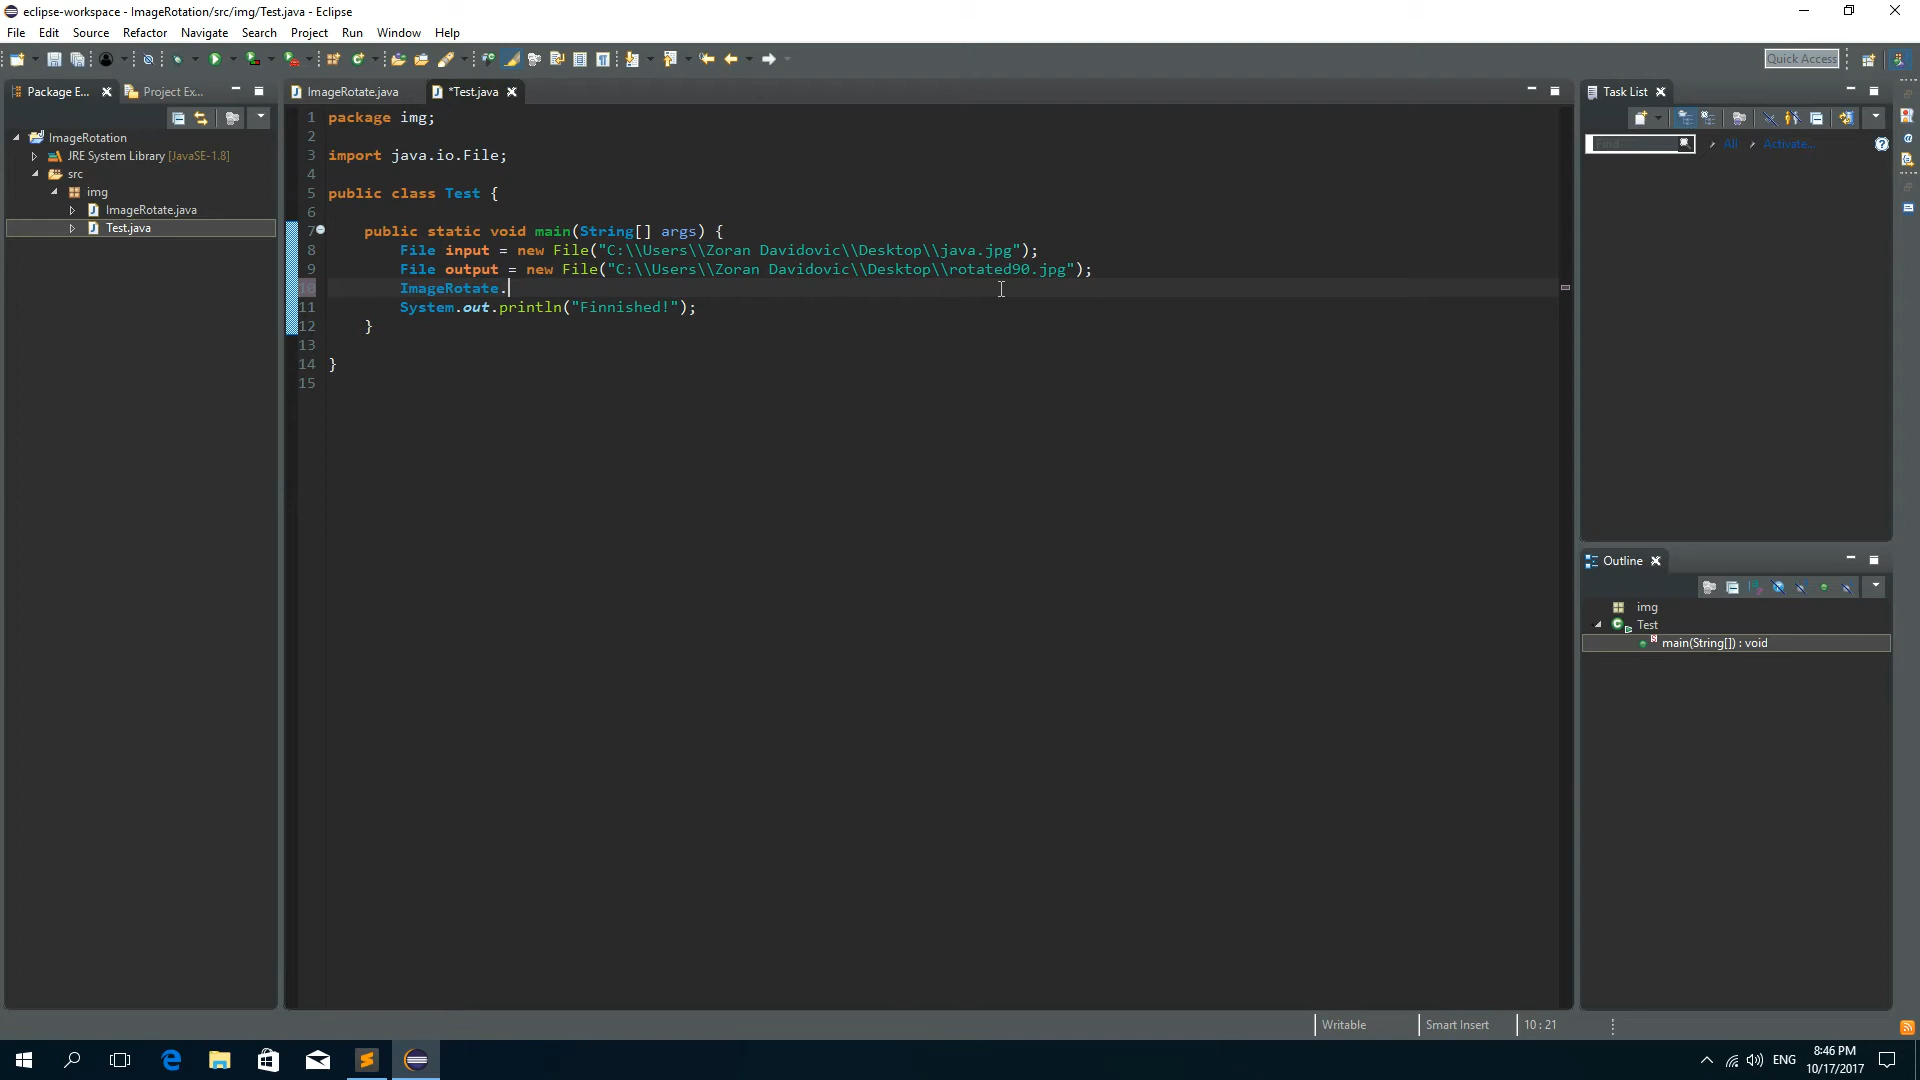 eclipse-workspace - ImageRotation/src/img/Test.java - Eclipse
File Edit Source Refactor Navigate Search Project Run Window Help
Quick Access
Package E...
Project Ex...
ImageRotate.java
*Test.java
Task List
ImageRotation
JRE System Library [JavaSE-1.8]
src
img
ImageRotate.java
Test.java
1 package img;
2
3 import java.io.File;
4
5 public class Test {
6
7 public static void main(String[] args) {
8 File input = new File("C:\\Users\\Zoran Davidovic\\Desktop\\java.jpg");
9 File output = new File("C:\\Users\\Zoran Davidovic\\Desktop\\rotated90.jpg");
10 ImageRotate.
11 System.out.println("Finnished!");
12 }
13
14 }
15
Find
All
Activate...
Outline
img
Test
main(String[]) : void
Writable
Smart Insert
10 : 21
ENG
8:46 PM
10/17/2017